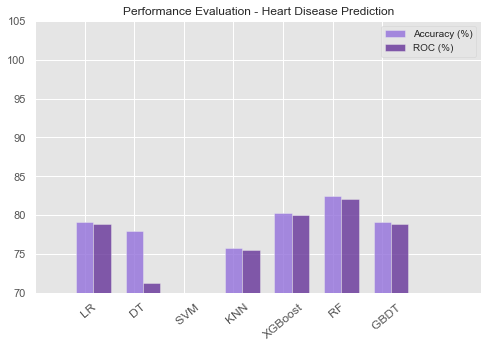 Performance Evaluation - Heart Disease Prediction
Accuracy (%)
ROC (%)
105
100
95
90
85
80
75
70
LR
DT
SVM
KNN
XGBoost
RF
GBDT